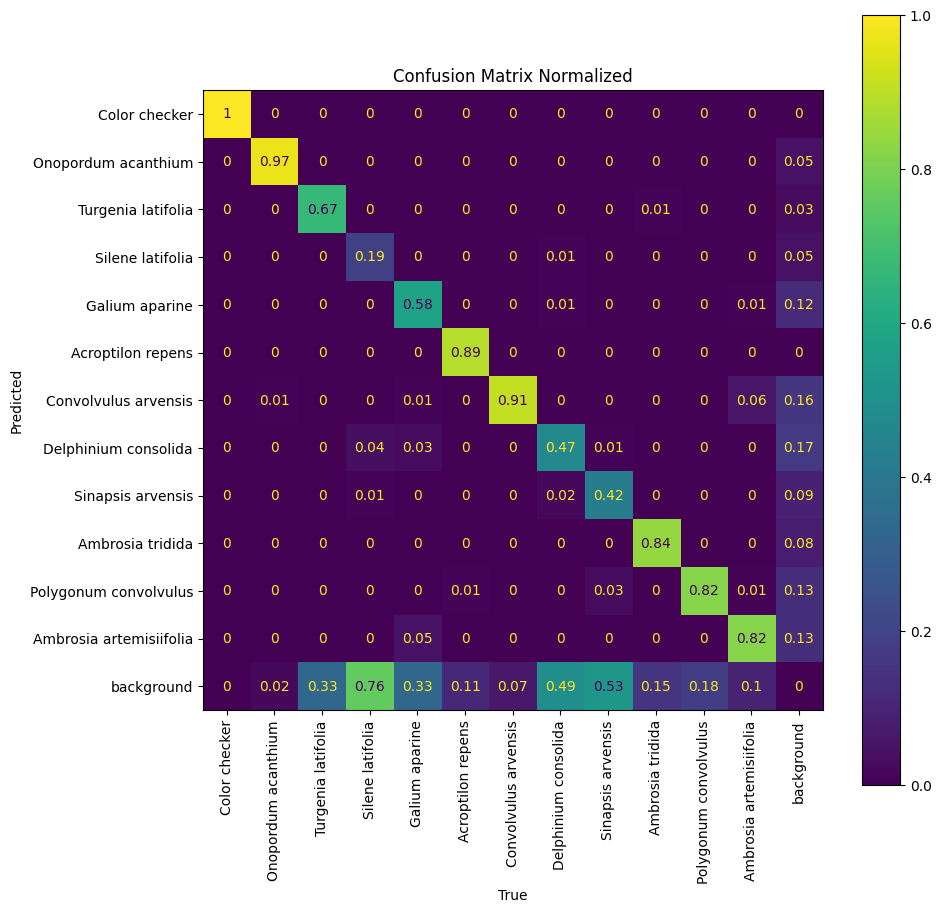 Confusion Matrix Normalized
1.0
Color checker 1 0 0 0 0 0 0 0 0 0 0 0 0
Onopordum acanthium 0 0.97 0 0 0 0 0 0 0 0 0 0 0.05
Turgenia latifolia 0 0 0.67 0 0 0 0 0 0 0.01 0 0 0.03
0.8
Silene latifolia 0 0 0 0.19 0 0 0 0.01 0 0 0 0 0.05
Galium aparine 0 0 0 0 0.58 0 0 0.01 0 0 0 0.01 0.12
0.6
Acroptilon repens 0 0 0 0 0 0.89 0 0 0 0 0 0 0
Predicted
Convolvulus arvensis 0 0.01 0 0 0.01 0 0.91 0 0 0 0 0.06 0.16
Delphinium consolida 0 0 0 0.04 0.03 0 0 0.47 0.01 0 0 0 0.17
0.4
Sinapsis arvensis 0 0 0 0.01 0 0 0 0.02 0.42 0 0 0 0.09
Ambrosia tridida 0 0 0 0 0 0 0 0 0 0.84 0 0 0.08
Polygonum convolvulus 0 0 0 0 0 0.01 0 0 0.03 0 0.82 0.01 0.13
0.2
Ambrosia artemisiifolia 0 0 0 0 0.05 0 0 0 0 0 0 0.82 0.13
background 0 0.02 0.33 0.76 0.33 0.11 0.07 0.49 0.53 0.15 0.18 0.1 0
0.0
Color checker
Onopordum acanthium
Turgenia latifolia
Silene latifolia
Galium aparine
Acroptilon repens
Convolvulus arvensis
Delphinium consolida
Sinapsis arvensis
Ambrosia tridida
Polygonum convolvulus
Ambrosia artemisiifolia
background
True